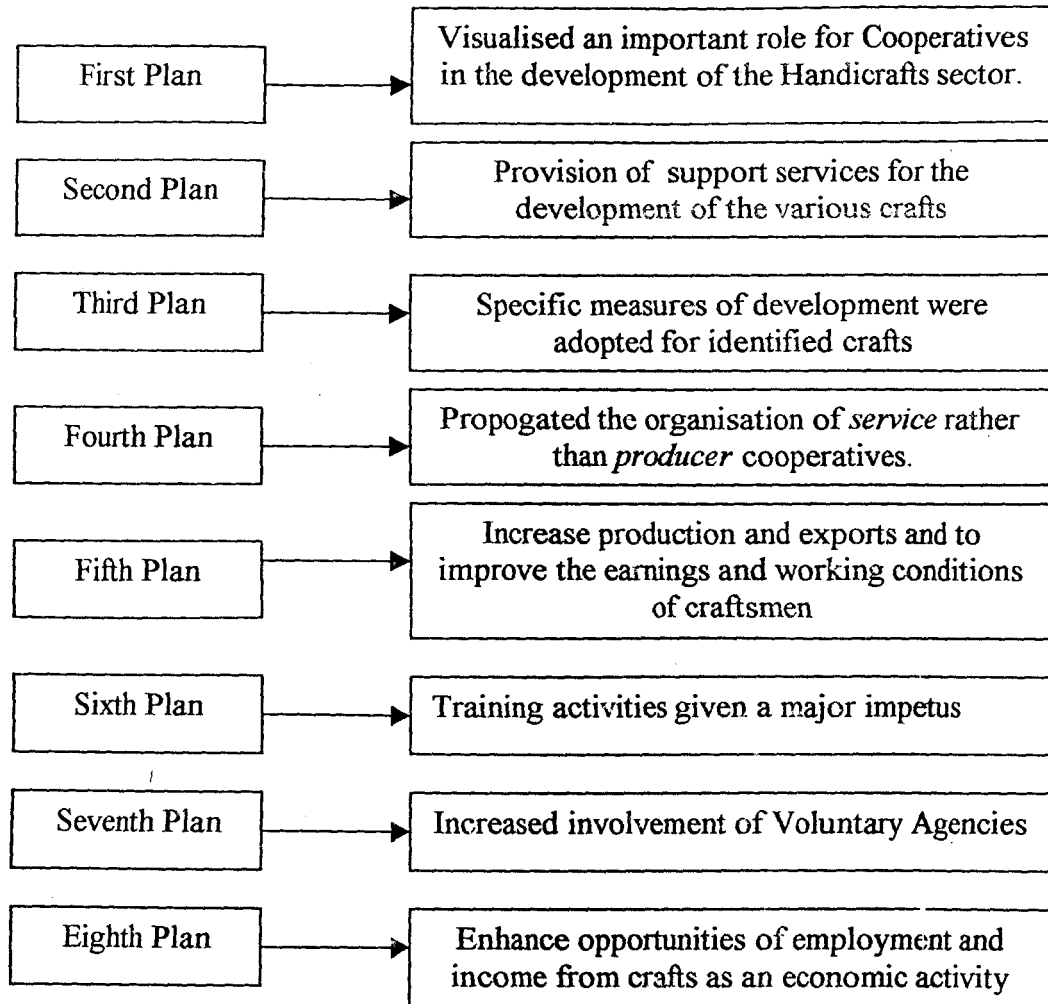 First Plan
Visualised an important role for Cooperatives
in the development of the Handicrafts sector.
Second Plan
Provision of support services for the
development of the various crafts
Third Plan
Specific measures of development were
adopted for identified crafts
Fourth Plan
Propogated the organisation of service rather
than producer cooperatives.
Fifth Plan
Increase production and exports and to
improve the earnings and working conditions
of craftsmen
Sixth Plan
Training activities given a major impetus
Seventh Plan
Increased involvement of Voluntary Agencies
Eighth Plan
Enhance opportunities of employment and
income from crafts as an economic activity